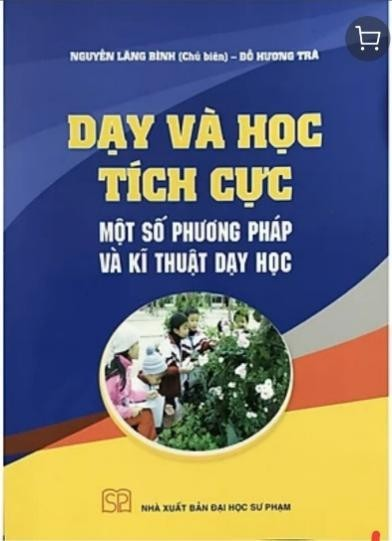 NGUYỄN LĂNG BÌNH (Chủ biên) – ĐỖ HƯƠNG TRÀ
DẠY VÀ HỌC
TÍCH CỰC
MỘT SỐ PHƯƠNG PHÁP
VÀ KĨ THUẬT DẠY HỌC
SP
NHÀ XUẤT BẢN ĐẠI HỌC SƯ PHẠM